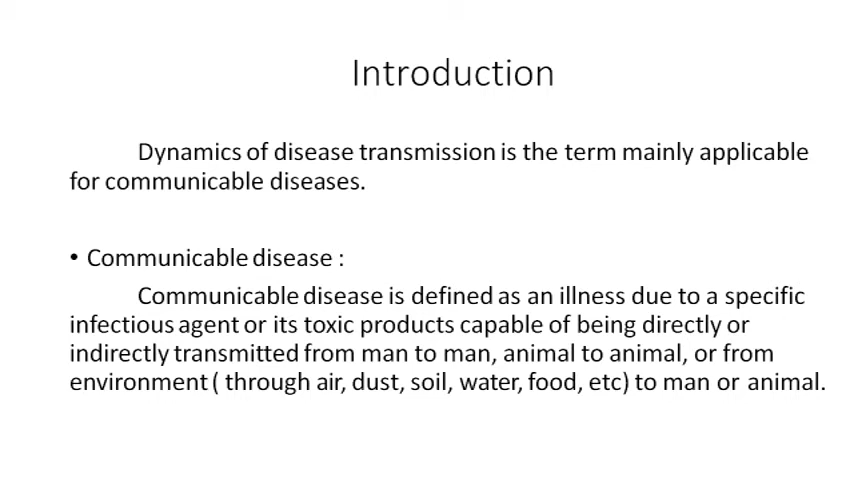 Introduction
Dynamics of disease transmission is the term mainly applicable
for communicable diseases.
• Communicable disease :
Communicable disease is defined as an illness due to a specific
infectious agent or its toxic products capable of being directly or
indirectly transmitted from man to man, animal to animal, or from
environment ( through air, dust, soil, water, food, etc) to man or animal.